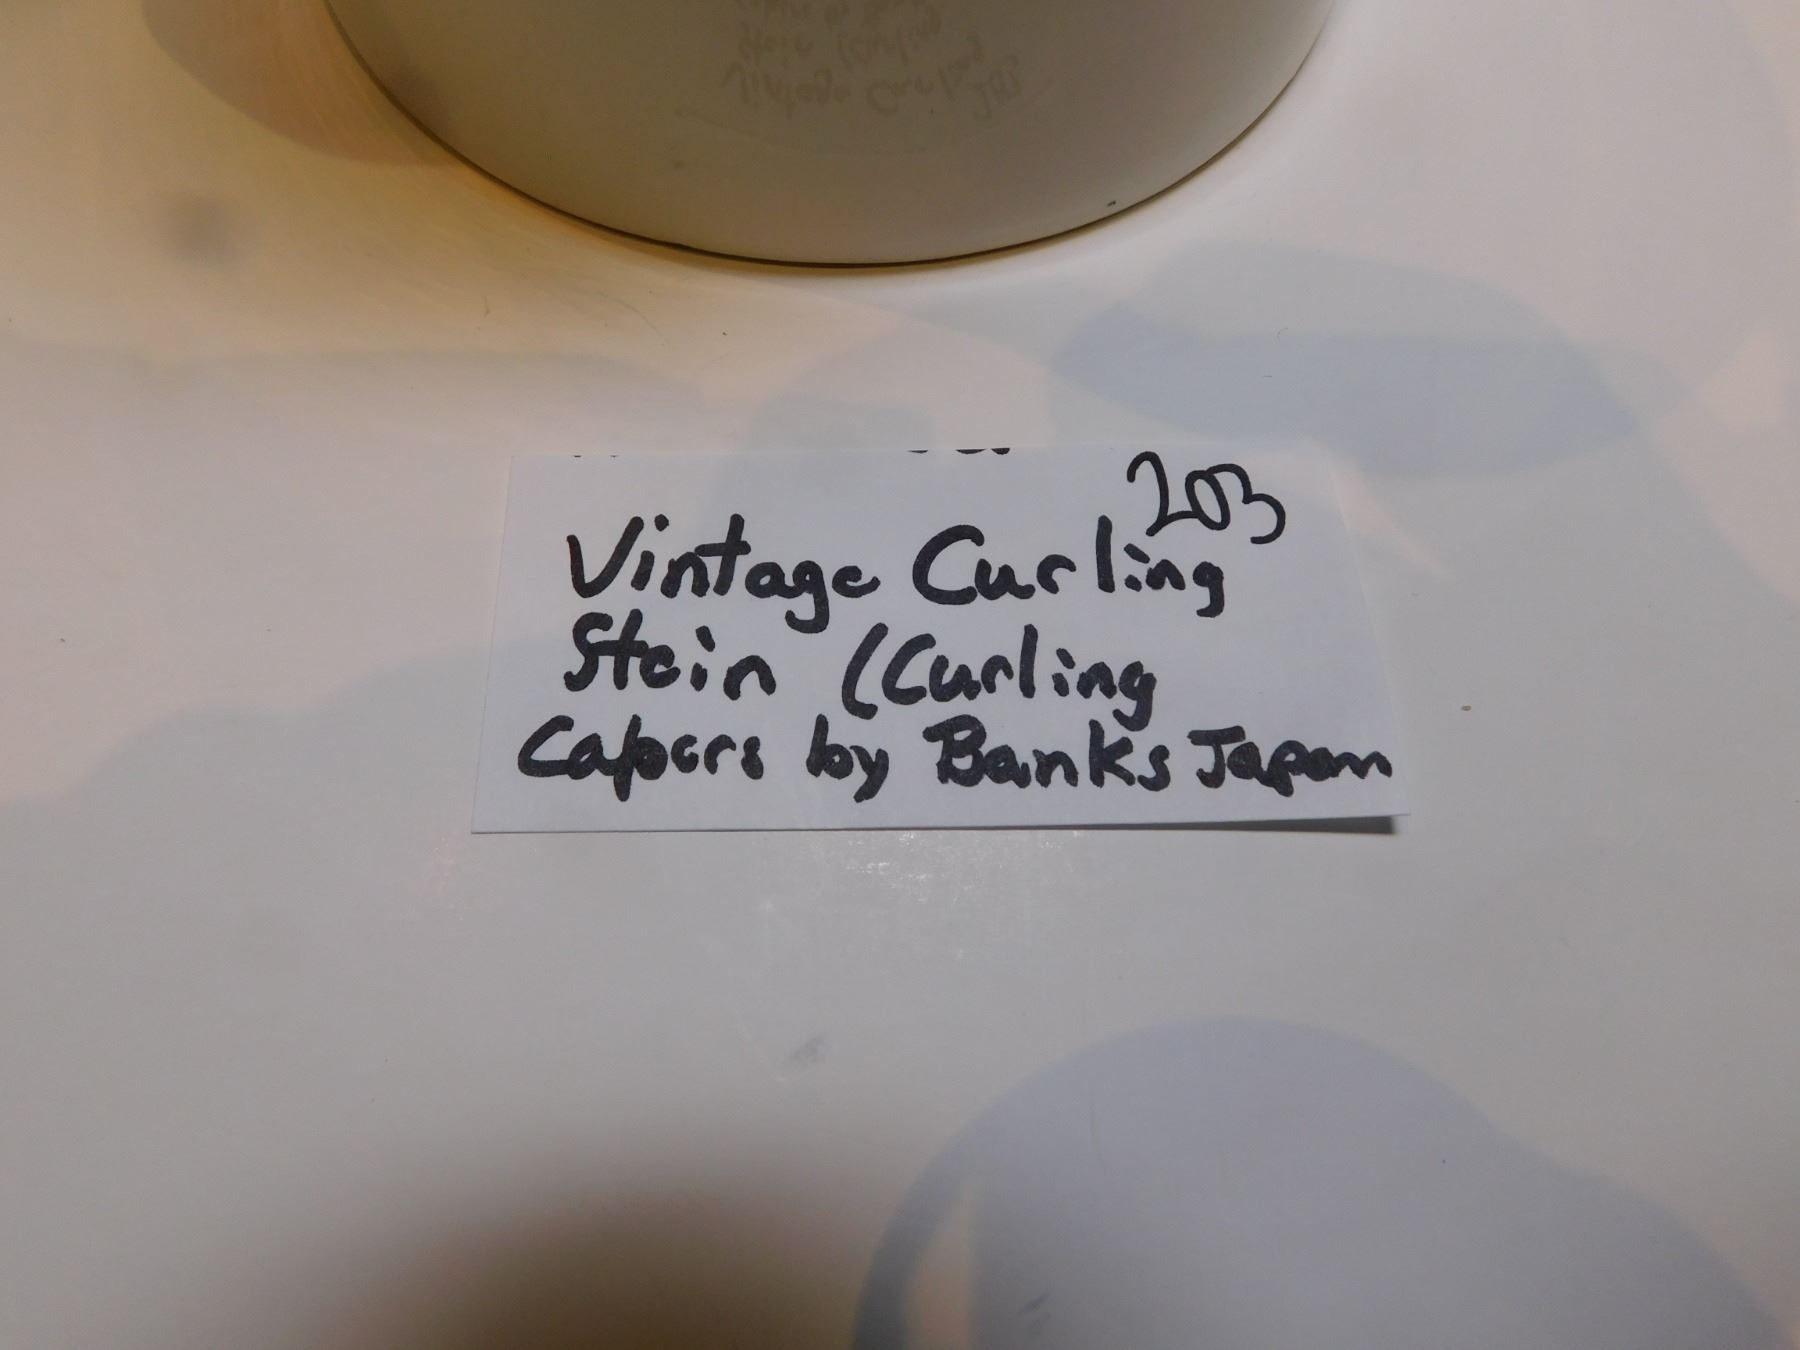 203
Vintage Curling
Stein (Curling
Capers by Banks Japan